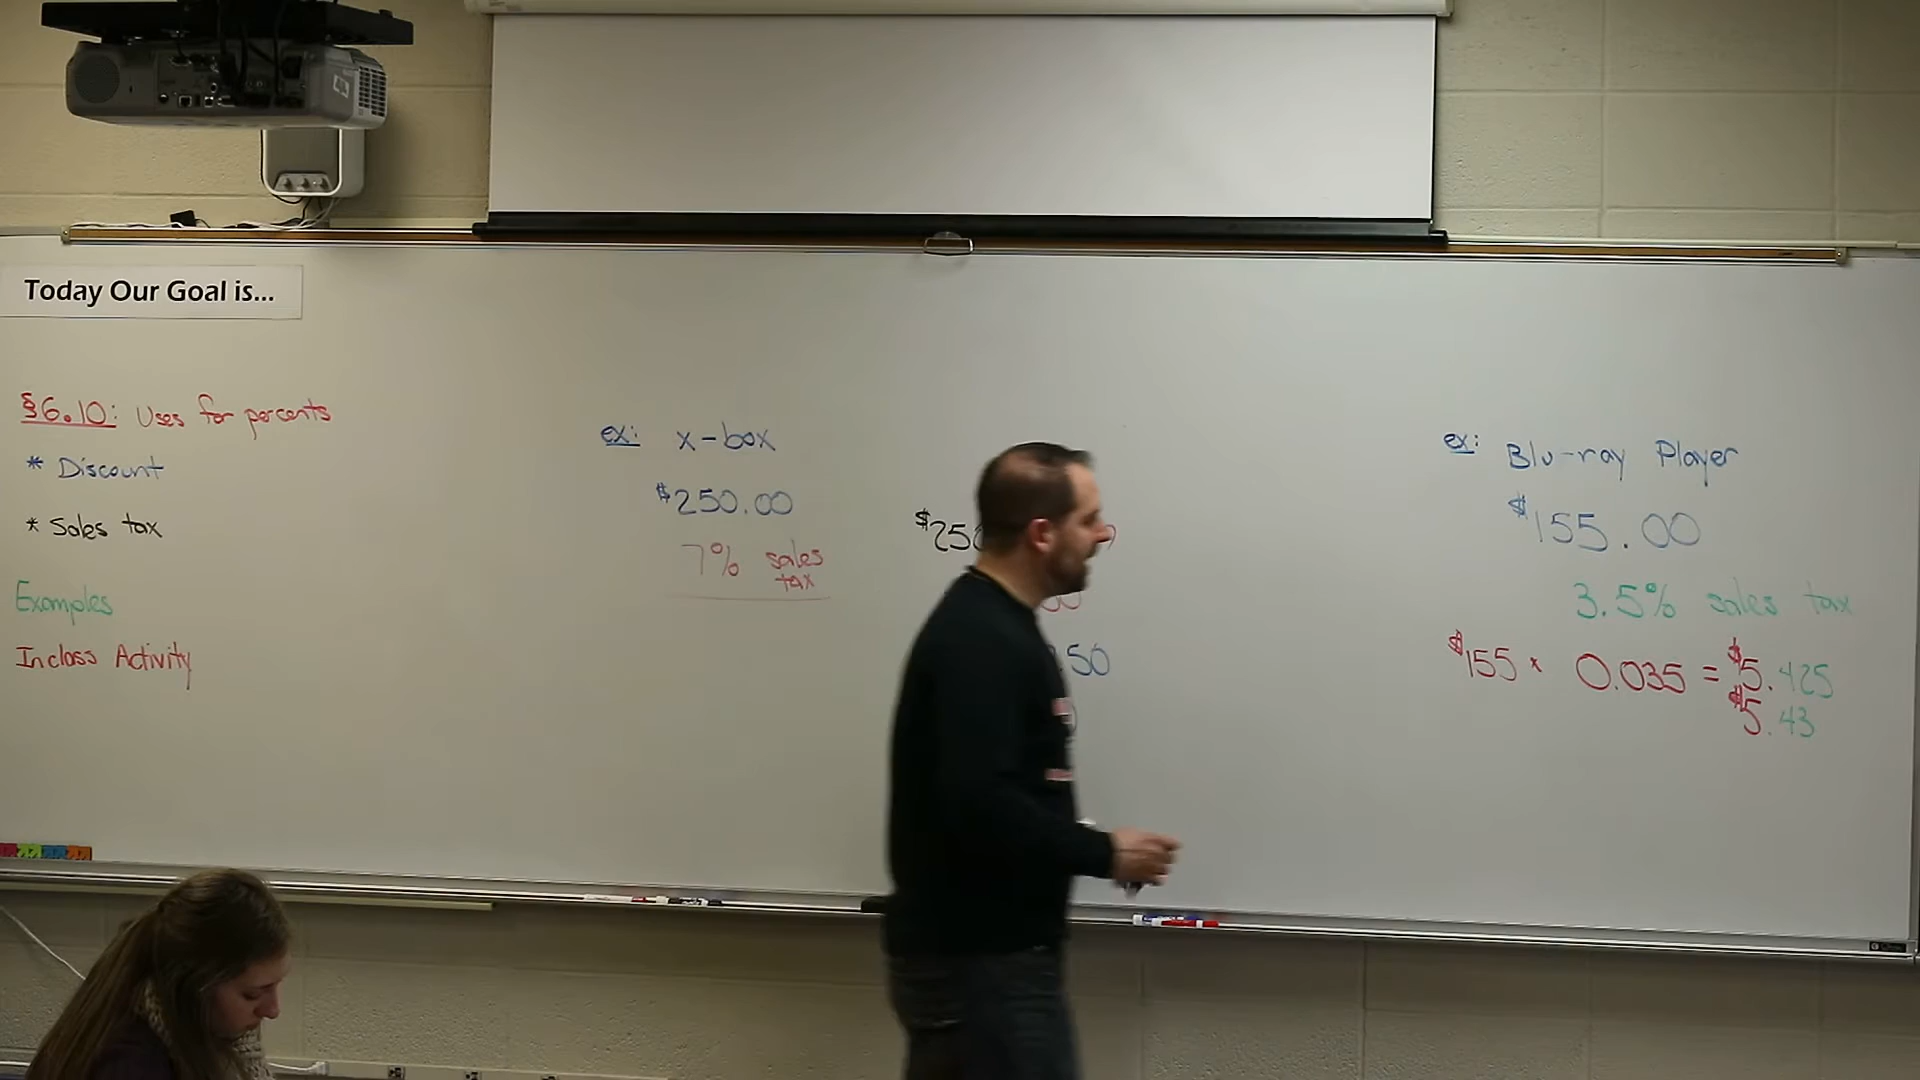 Today Our Goal is...
§6.10: Uses for percents
* Discount
* Sales tax
Examples
Inclass Activity
ex: x-box
$250.00
7% sales
tax
$25
.50
ex: Blu-ray Player
$155.00
3.5% sales tax
$155 x 0.035 = $5.425
$5.43